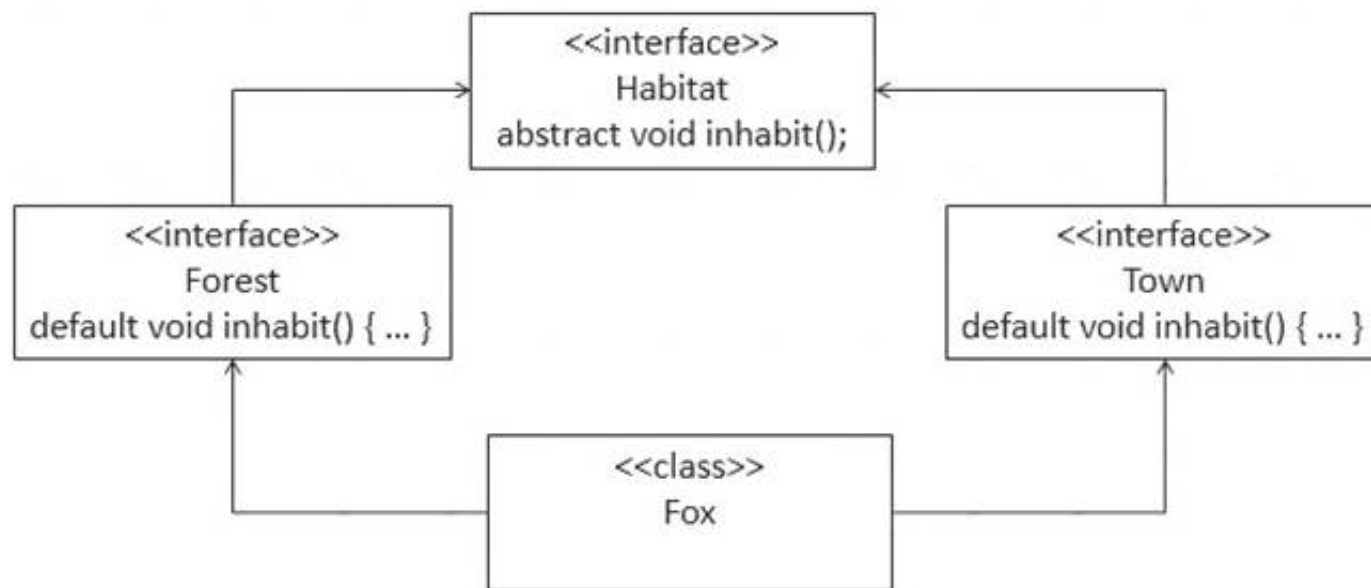 <<interface>>
Habitat
abstract void inhabit();
<<interface>>
Forest
default void inhabit() { ... }
<<interface>>
Town
default void inhabit() { ... }
<<class>>
Fox